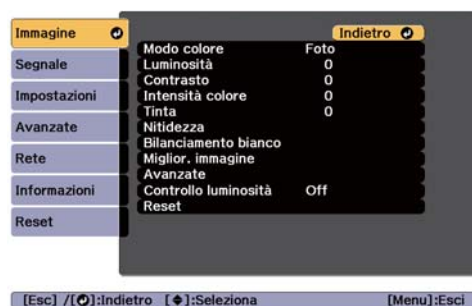 Immagine
Segnale
Impostazioni
Avanzate
Rete
Informazioni
Reset
Indietro
Modo colore Foto
Luminosità 0
Contrasto 0
Intensità colore 0
Tinta 0
Nitidezza
Bilanciamento bianco
Miglior. immagine
Avanzate
Controllo luminosità Off
Reset
[Esc] /[⮐]:Indietro [◆]:Seleziona [Menu]:Esci